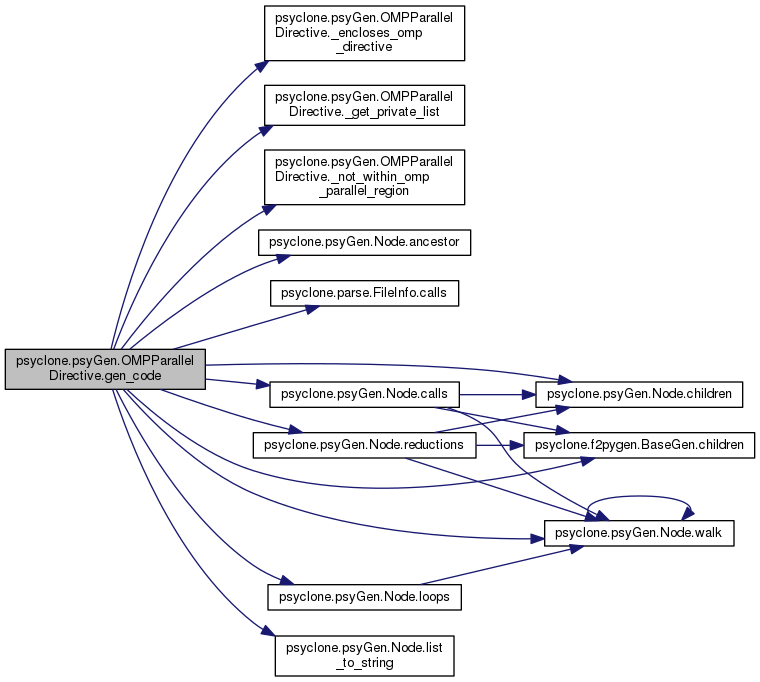 psyclone.psyGen.OMPParallel
Directive._encloses_omp
_directive
psyclone.psyGen.OMPParallel
Directive._get_private_list
psyclone.psyGen.OMPParallel
Directive._not_within_omp
_parallel_region
psyclone.psyGen.Node.ancestor
psyclone.parse.FileInfo.calls
psyclone.psyGen.OMPParallel
Directive.gen_code
psyclone.psyGen.Node.calls
psyclone.psyGen.Node.children
psyclone.psyGen.Node.reductions
psyclone.f2pygen.BaseGen.children
psyclone.psyGen.Node.walk
psyclone.psyGen.Node.loops
psyclone.psyGen.Node.list
_to_string